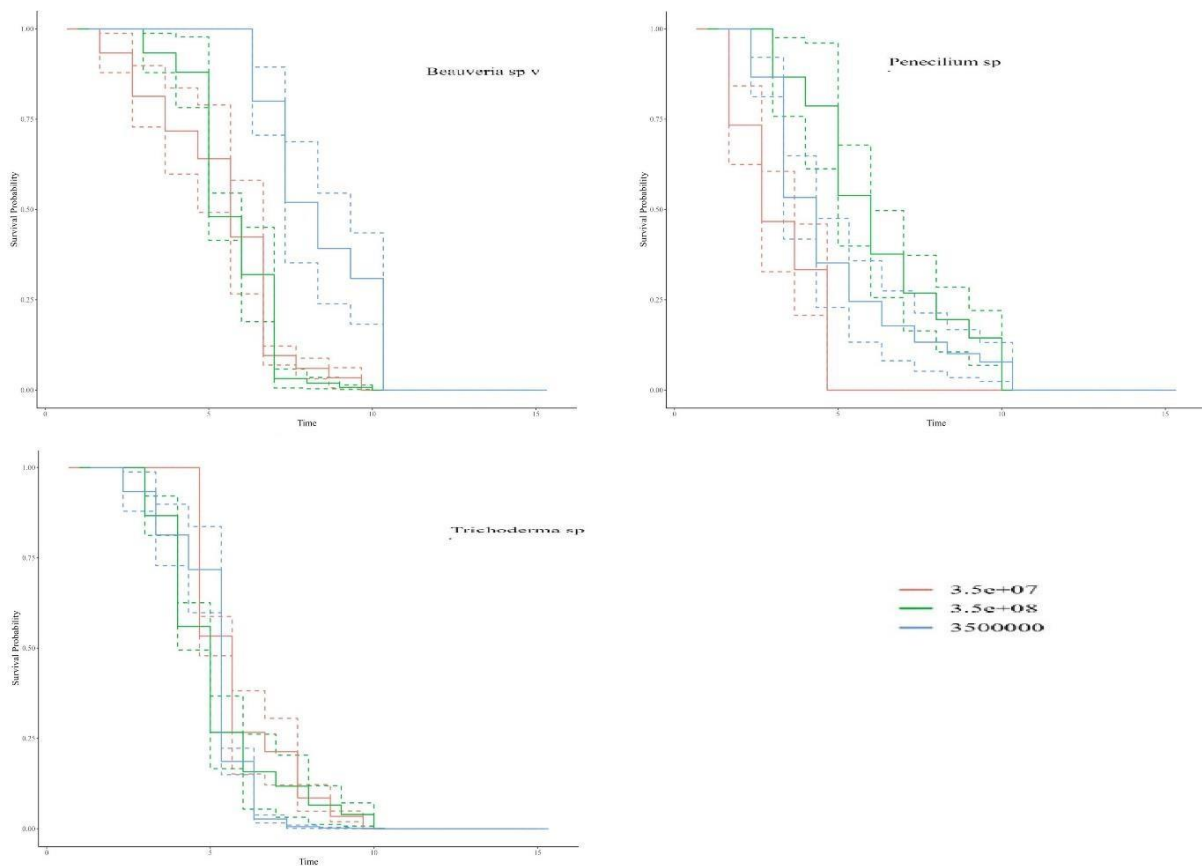 Beauveria sp v
Survival Probability
1.00
0.75
0.50
0.25
0.00
0
5
10
15
Time
Penecilium sp
.
Survival Probability
1.00
0.75
0.50
0.25
0.00
0
5
10
15
Time
Trichoderma sp
.
Survival Probability
1.00
0.75
0.50
0.25
0.00
0
5
10
15
Time
3.5e+07
3.5e+08
3500000